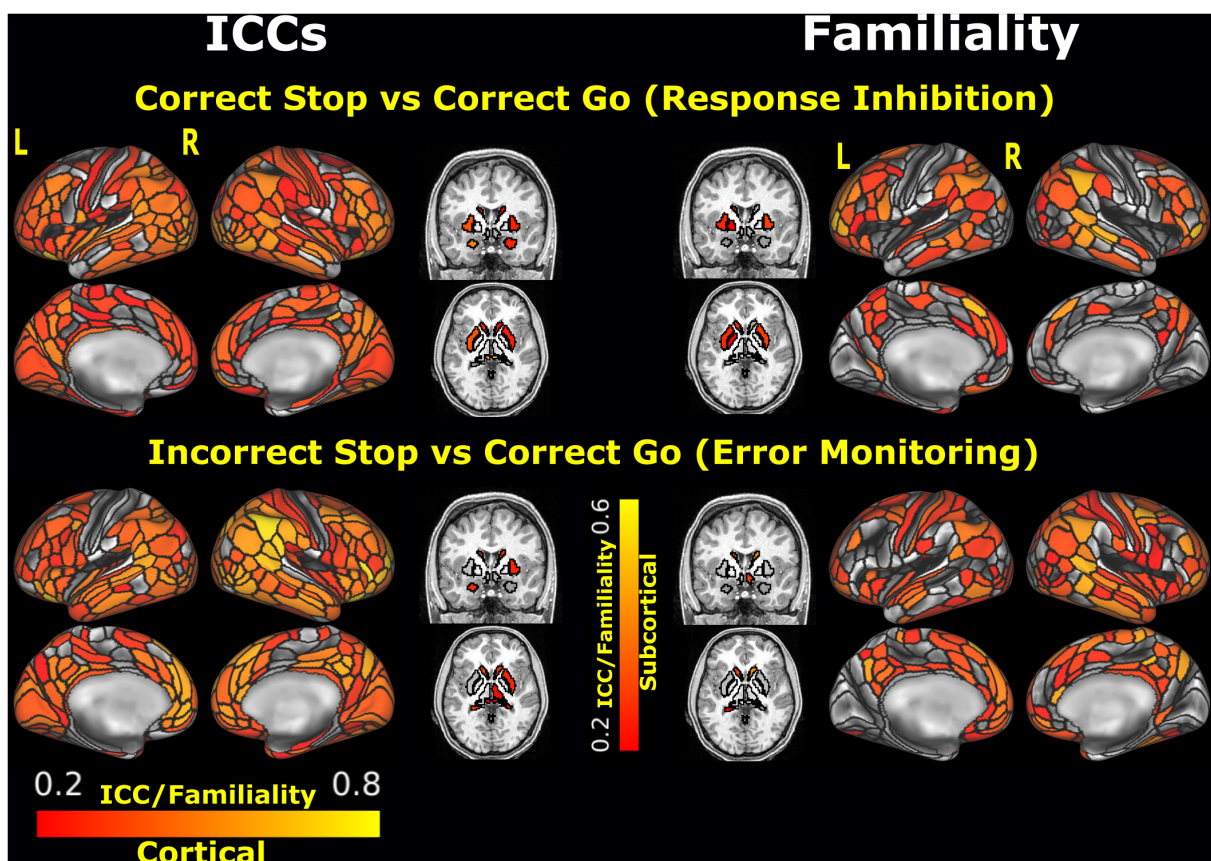 ICCs
Familiality
Correct Stop vs Correct Go (Response Inhibition)
L R
L R
Incorrect Stop vs Correct Go (Error Monitoring)
0.2 ICC/Familiality 0.6
Subcortical
0.2 ICC/Familiality 0.8
Cortical